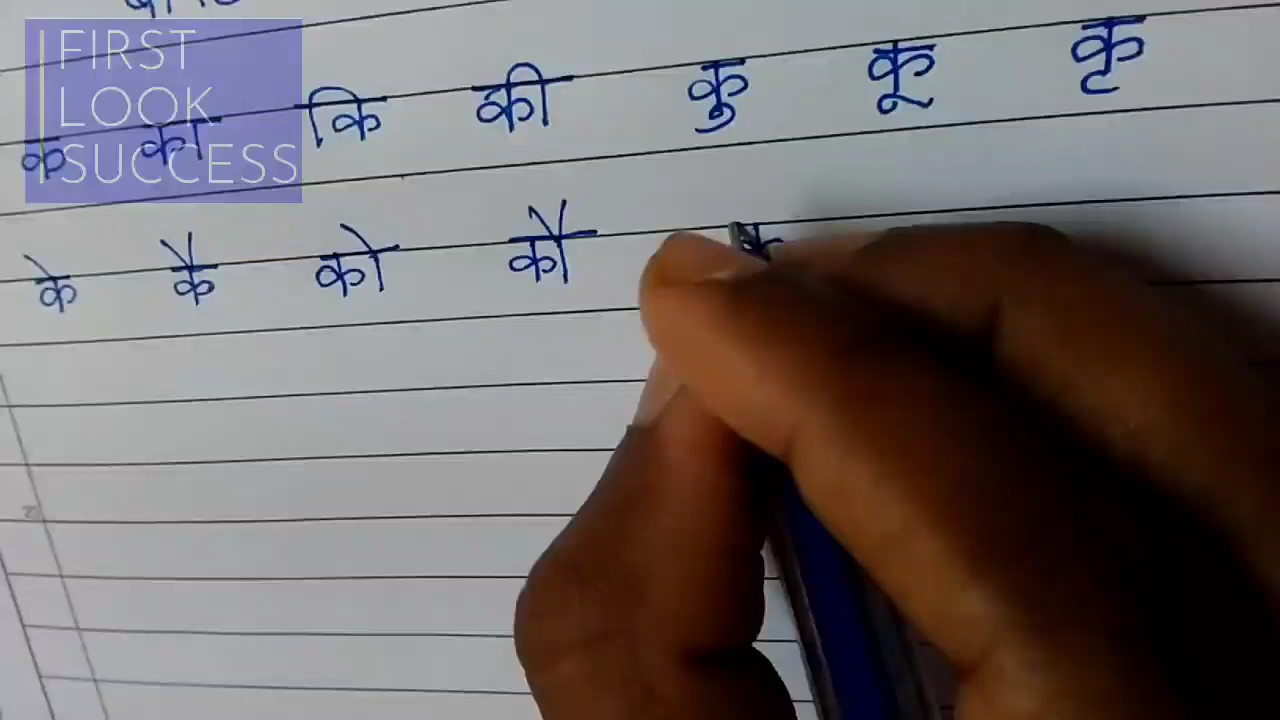 FIRST
LOOK
SUCCESS
क का कि की कु कू कृ
के कै को कौ